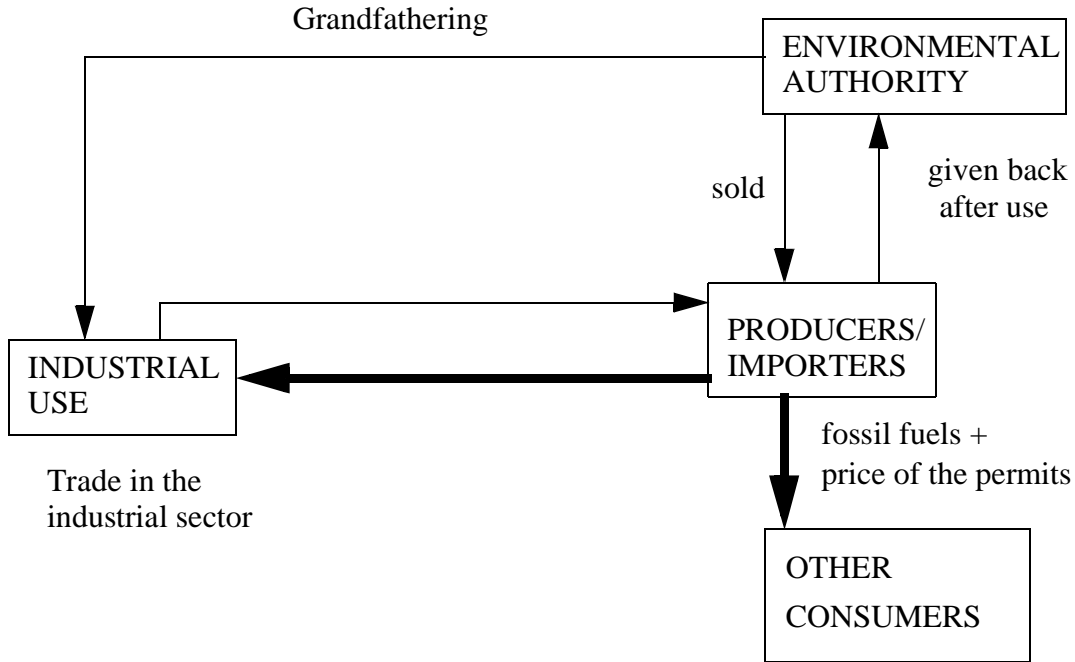 Grandfathering
ENVIRONMENTAL
AUTHORITY
sold
given back
after use
PRODUCERS/
IMPORTERS
INDUSTRIAL
USE
fossil fuels +
price of the permits
Trade in the
industrial sector
OTHER
CONSUMERS